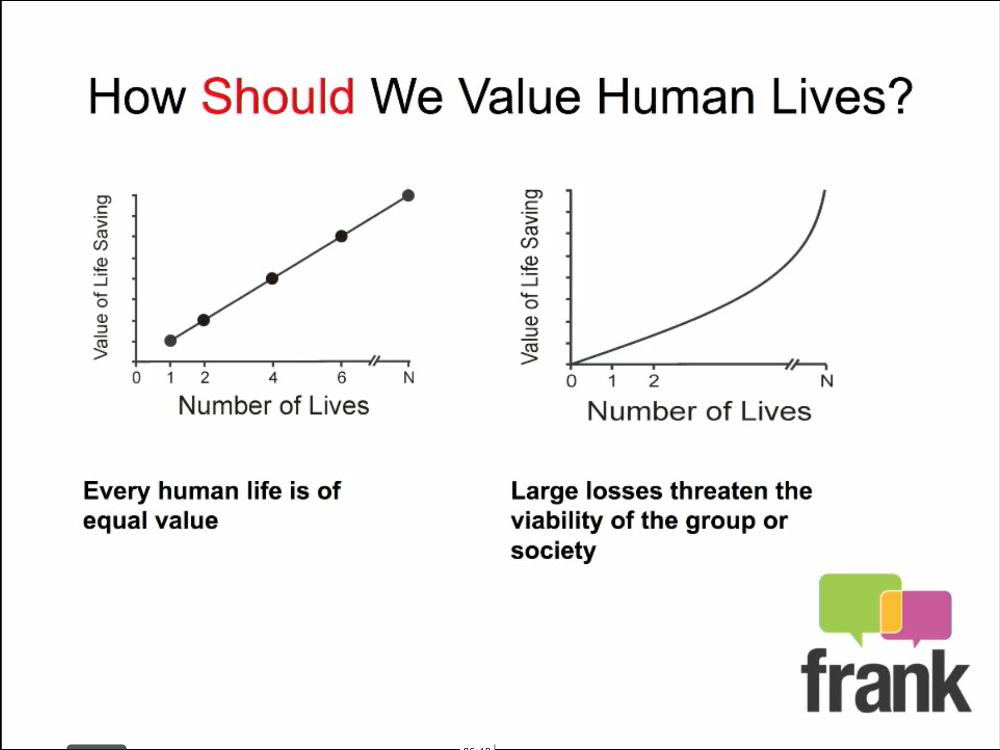 How Should We Value Human Lives?
Value of Life Saving
0 1 2 4 6 N
Number of Lives
Value of Life Saving
0 1 2 N
Number of Lives
Every human life is of
equal value
Large losses threaten the
viability of the group or
society
frank